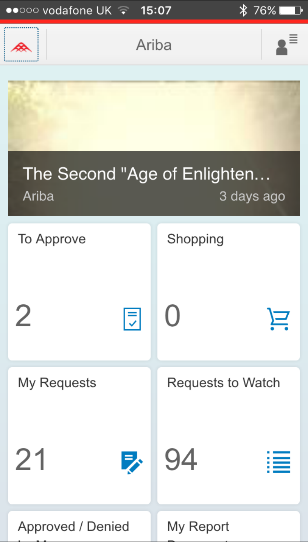 vodafone UK 15:07 76%
Ariba
The Second "Age of Enlighten...
Ariba 3 days ago
To Approve Shopping
2 0
My Requests Requests to Watch
21 94
Approved / Denied My Report